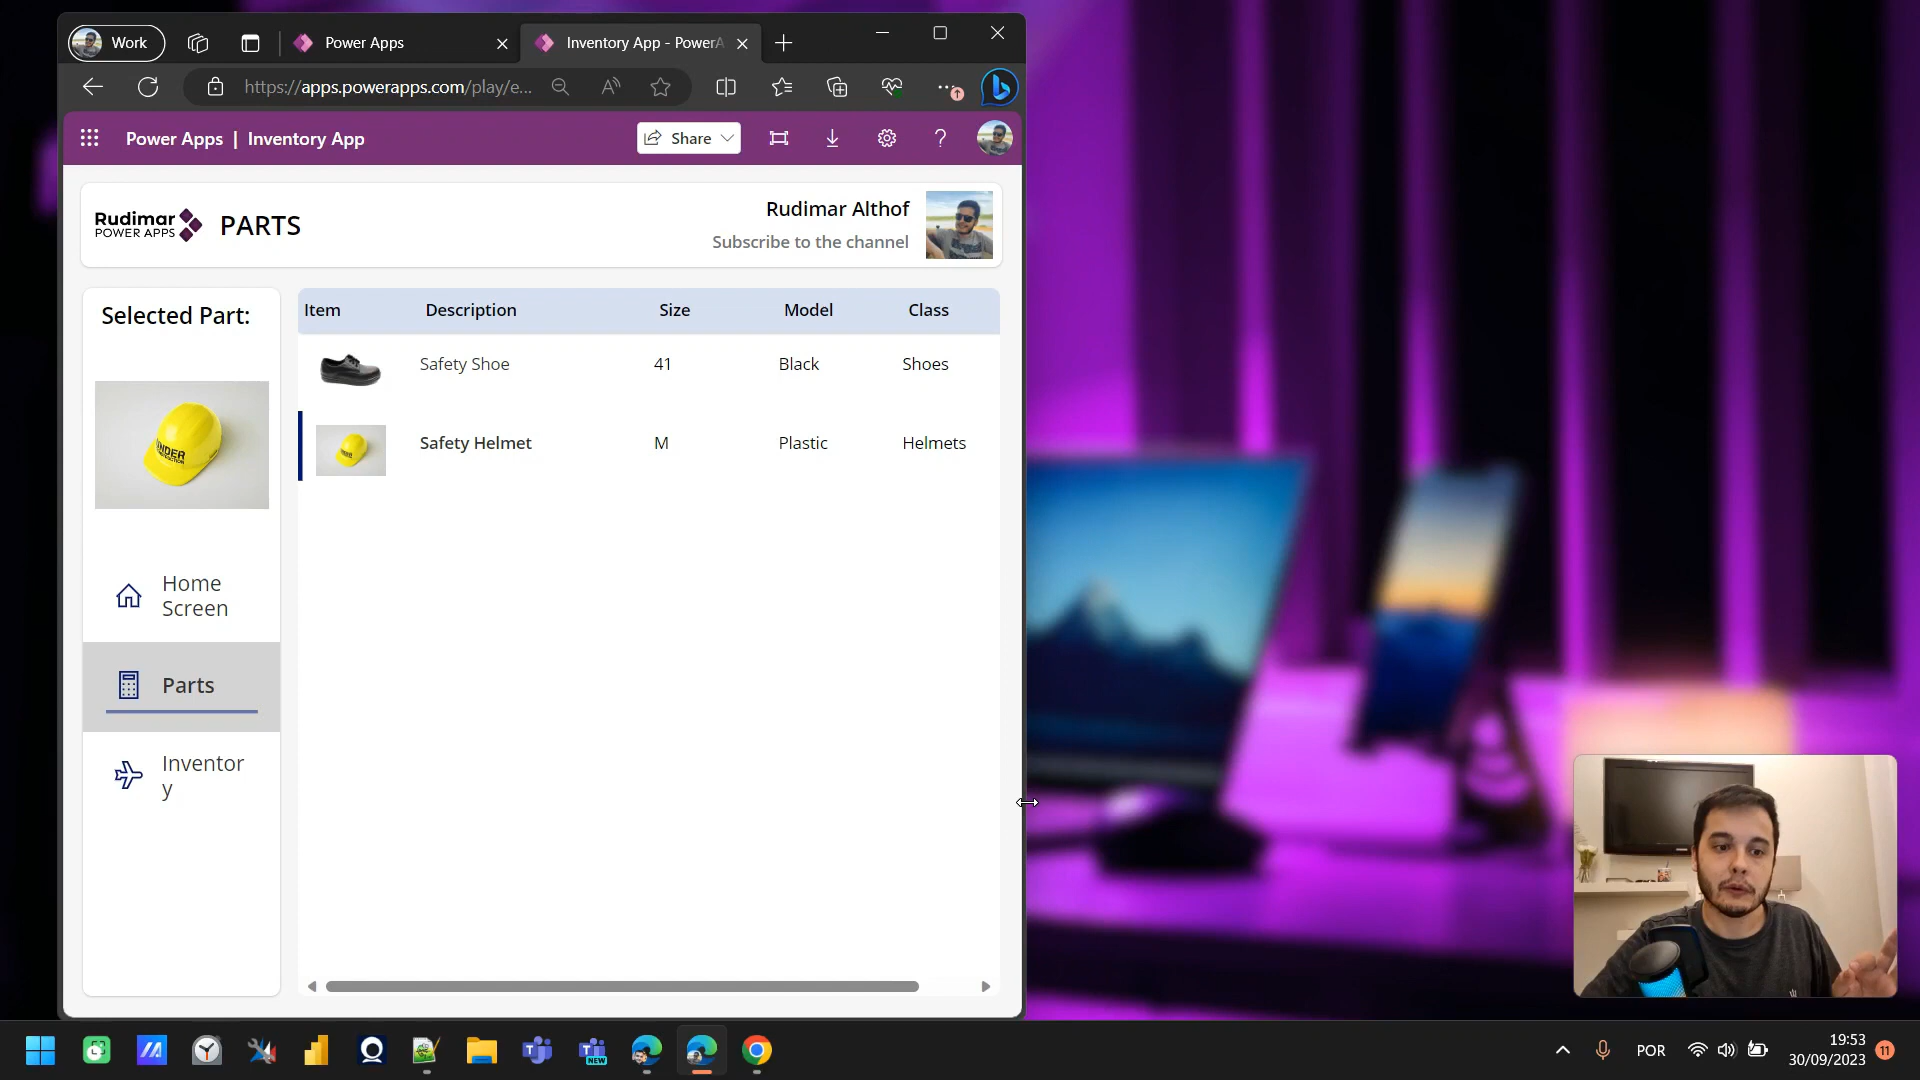 Work
Power Apps
Inventory App - PowerA
https://apps.powerapps.com/play/e...
Power Apps | Inventory App
Share
Rudimar
POWER APPS
PARTS
Rudimar Althof
Subscribe to the channel
Selected Part:
Item Description Size Model Class
Safety Shoe 41 Black Shoes
Safety Helmet M Plastic Helmets
Home
Screen
Parts
Inventor
y
NEW
POR
19:53
30/09/2023
11